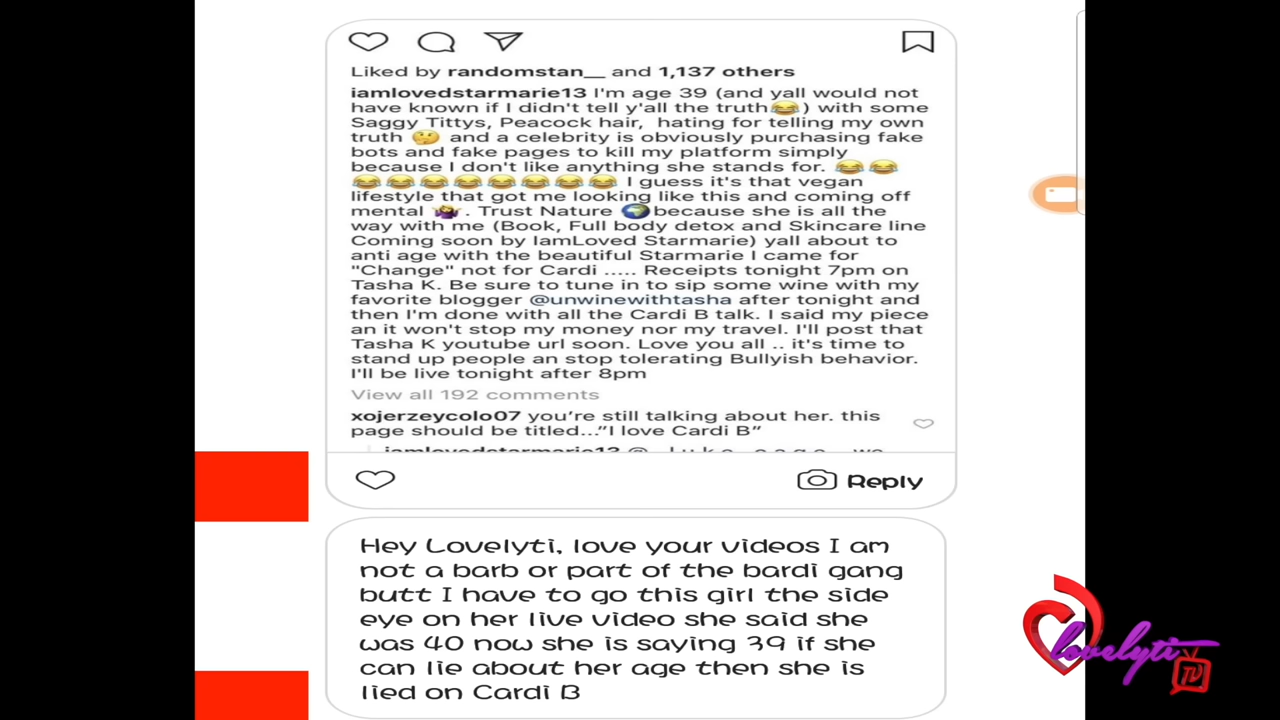 Liked by randomstan__ and 1,137 others
iamlovedstarmarie13 I'm age 39 (and yall would not
have known if I didn't tell y'all the truth😂) with some
Saggy Tittys, Peacock hair, hating for telling my own
truth 🤔 and a celebrity is obviously purchasing fake
bots and fake pages to kill my platform simply
because I don't like anything she stands for. 😂 😂
😂😂😂😂😂😂😂😂 I guess it's that vegan
lifestyle that got me looking like this and coming off
mental 🤷🏾‍♀️. Trust Nature 🌍because she is all the
way with me (Book, Full body detox and Skincare line
Coming soon by IamLoved Starmarie) yall about to
anti age with the beautiful Starmarie I came for
"Change" not for Cardi ..... Receipts tonight 7pm on
Tasha K. Be sure to tune in to sip some wine with my
favorite blogger @unwinewithtasha after tonight and
then I'm done with all the Cardi B talk. I said my piece
an it won't stop my money nor my travel. I'll post that
Tasha K youtube url soon. Love you all .. it's time to
stand up people an stop tolerating Bullyish behavior.
I'll be live tonight after 8pm
View all 192 comments
xojerzeycolo07 you're still talking about her. this
page should be titled..."I love Cardi B"
iamlovedstarmarie13
Reply
Hey Lovelyti, love your videos I am
not a barb or part of the bardi gang
butt I have to go this girl the side
eye on her live video she said she
was 40 now she is saying 39 if she
can lie about her age then she is
lied on Cardi B
lovelyti
TV